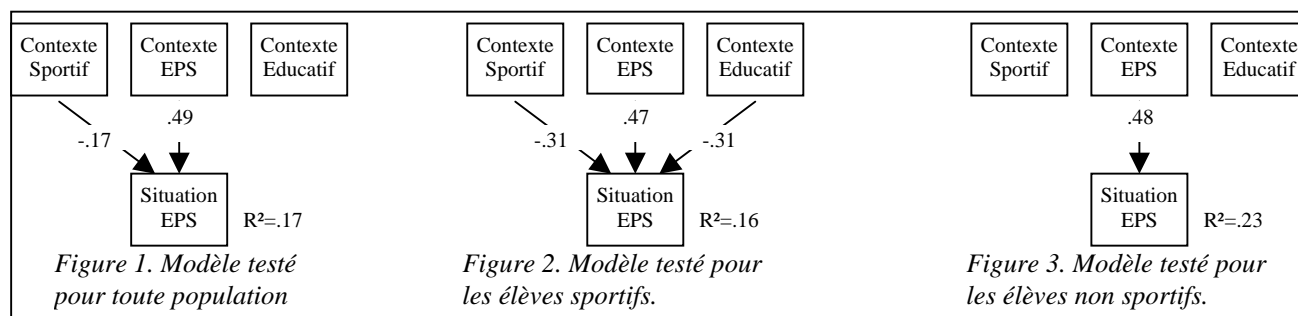 Contexte
Sportif
Contexte
EPS
Contexte
Educatif
.49
-.17
Situation
EPS
R²=.17
Figure 1. Modèle testé
pour toute population
Contexte
Sportif
Contexte
EPS
Contexte
Educatif
.47
-.31
-.31
Situation
EPS
R²=.16
Figure 2. Modèle testé pour
les élèves sportifs.
Contexte
Sportif
Contexte
EPS
Contexte
Educatif
.48
Situation
EPS
R²=.23
Figure 3. Modèle testé pour
les élèves non sportifs.